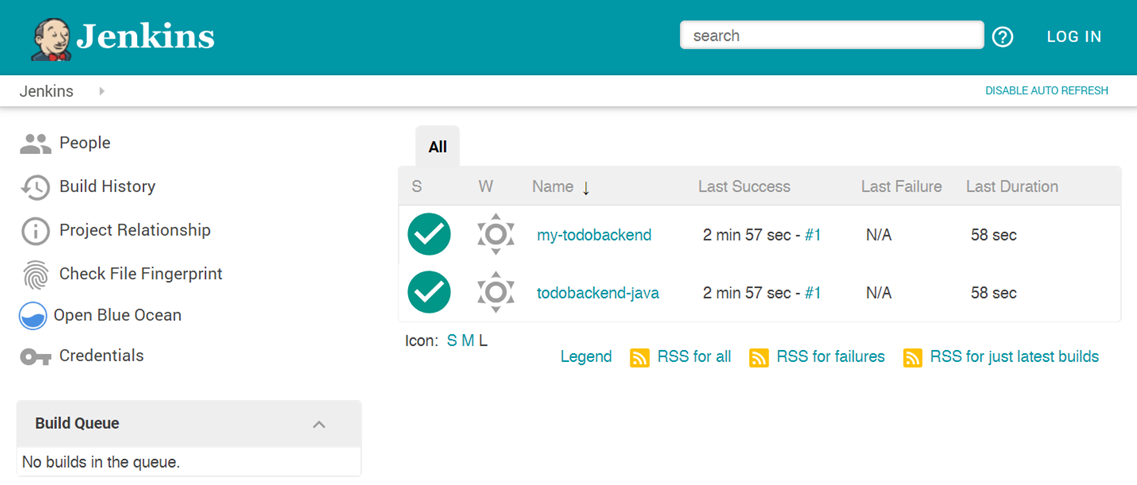 Jenkins
search
LOG IN
Jenkins
DISABLE AUTO REFRESH
People
Build History
Project Relationship
Check File Fingerprint
Open Blue Ocean
Credentials
Build Queue
No builds in the queue.
All
S W Name ↓ Last Success Last Failure Last Duration
my-todobackend 2 min 57 sec - #1 N/A 58 sec
todobackend-java 2 min 57 sec - #1 N/A 58 sec
Icon: S M L
Legend RSS for all RSS for failures RSS for just latest builds